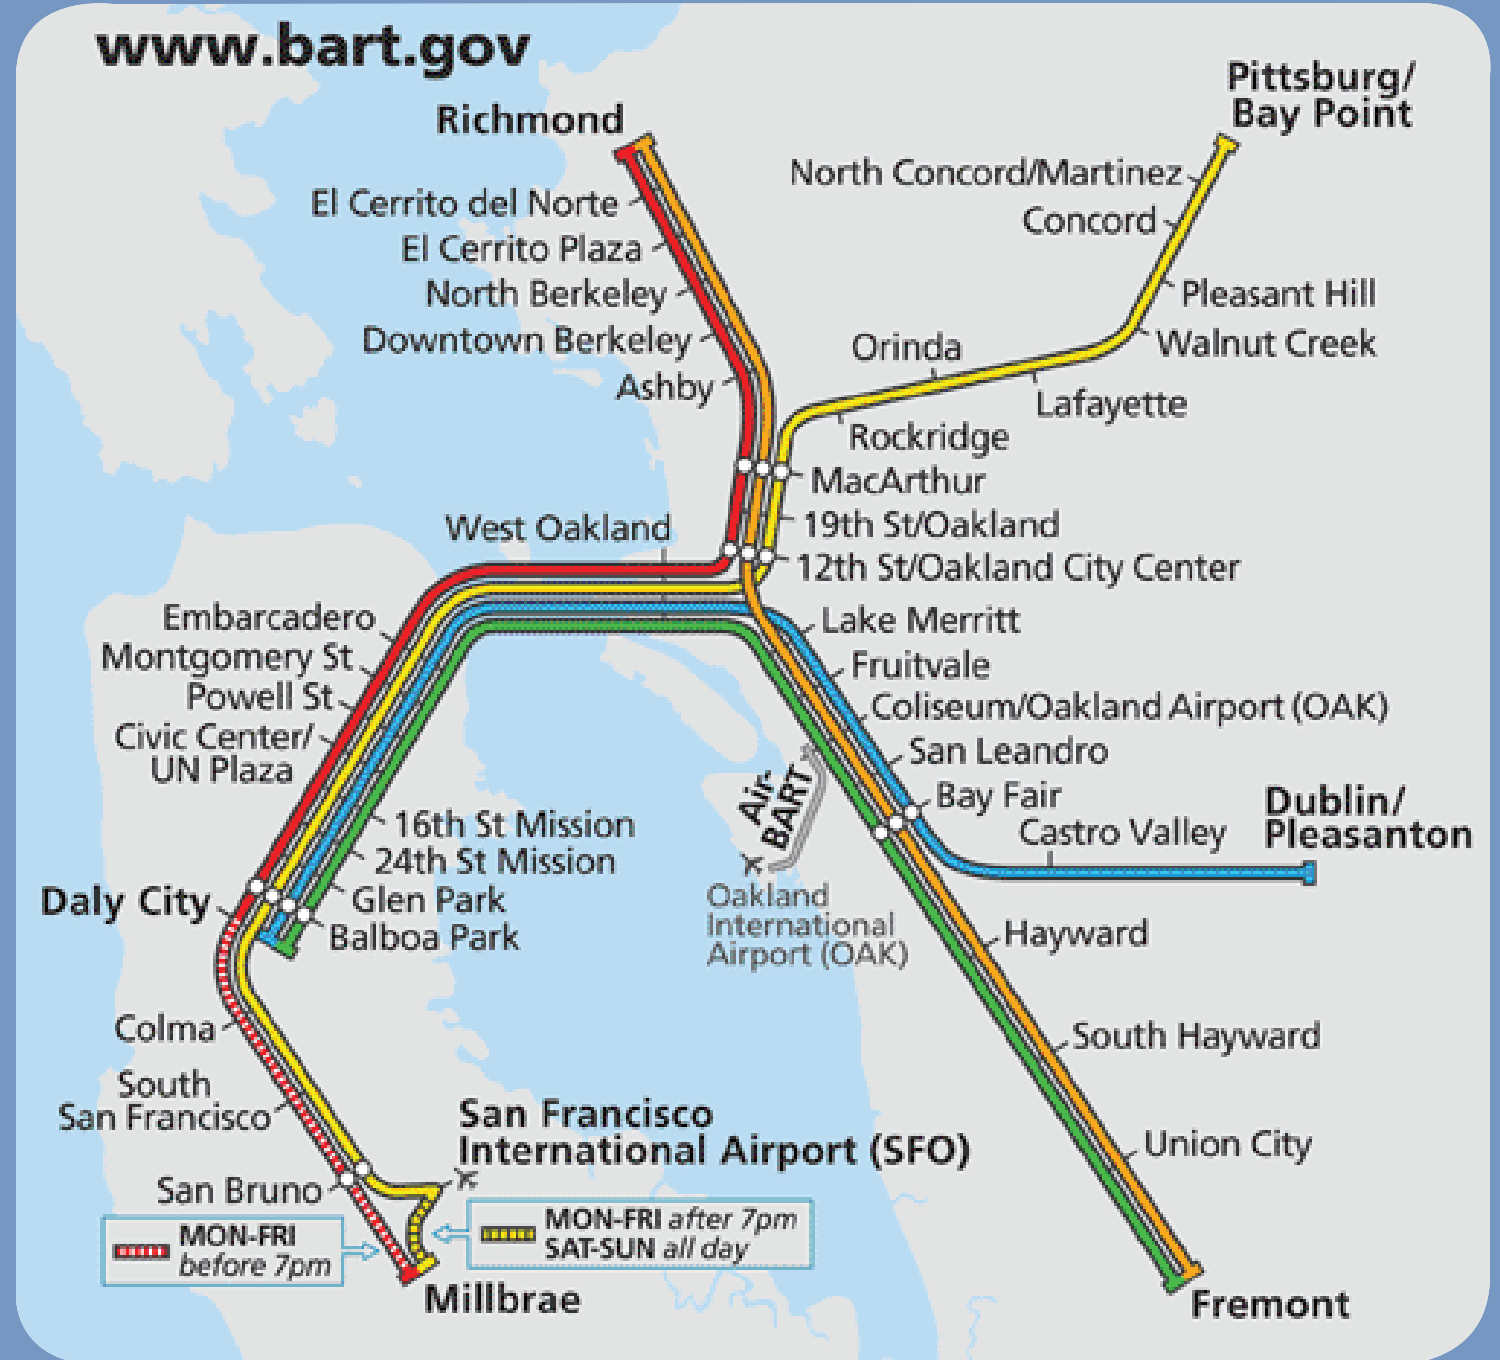 www.bart.gov
Richmond
Pittsburg/
Bay Point
El Cerrito del Norte
El Cerrito Plaza
North Berkeley
Downtown Berkeley
Ashby
North Concord/Martinez
Concord
Pleasant Hill
Walnut Creek
Orinda
Lafayette
Rockridge
MacArthur
19th St/Oakland
12th St/Oakland City Center
West Oakland
Embarcadero
Montgomery St
Powell St
Civic Center/
UN Plaza
Lake Merritt
Fruitvale
Coliseum/Oakland Airport (OAK)
San Leandro
Bay Fair
Castro Valley
Dublin/
Pleasanton
Air-
BART
Oakland
International
Airport (OAK)
16th St Mission
24th St Mission
Glen Park
Balboa Park
Daly City
Colma
South
San Francisco
San Bruno
San Francisco
International Airport (SFO)
MON-FRI
before 7pm
MON-FRI after 7pm
SAT-SUN all day
Millbrae
Hayward
South Hayward
Union City
Fremont